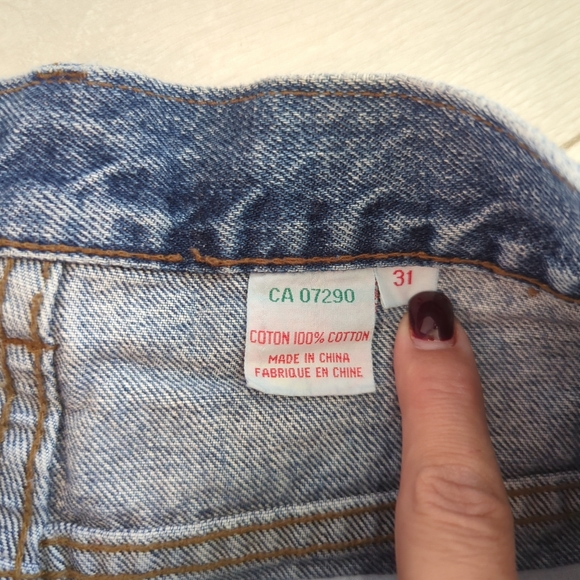 CA 07290
31
COTON 100% COTTON
MADE IN CHINA
FABRIQUE EN CHINE